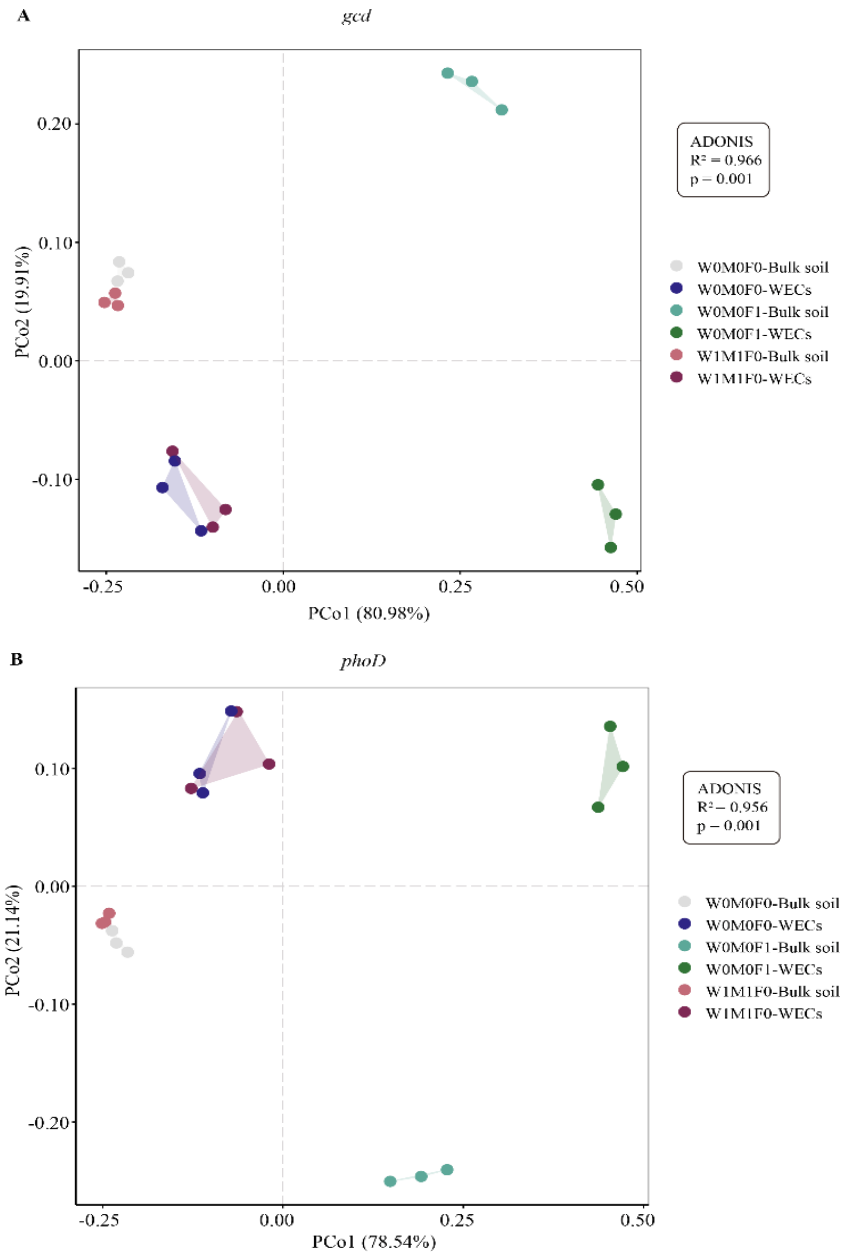 A
gcd
0.20
0.10
0.00
-0.10
PCo2 (19.91%)
-0.25
0.00
0.25
0.50
PCo1 (80.98%)
ADONIS
R² = 0.966
p = 0.001
W0M0F0-Bulk soil
W0M0F0-WECs
W0M0F1-Bulk soil
W0M0F1-WECs
W1M1F0-Bulk soil
W1M1F0-WECs
B
phoD
0.10
0.00
-0.10
-0.20
PCo2 (21.14%)
-0.25
0.00
0.25
0.50
PCo1 (78.54%)
ADONIS
R² = 0.956
p = 0.001
W0M0F0-Bulk soil
W0M0F0-WECs
W0M0F1-Bulk soil
W0M0F1-WECs
W1M1F0-Bulk soil
W1M1F0-WECs